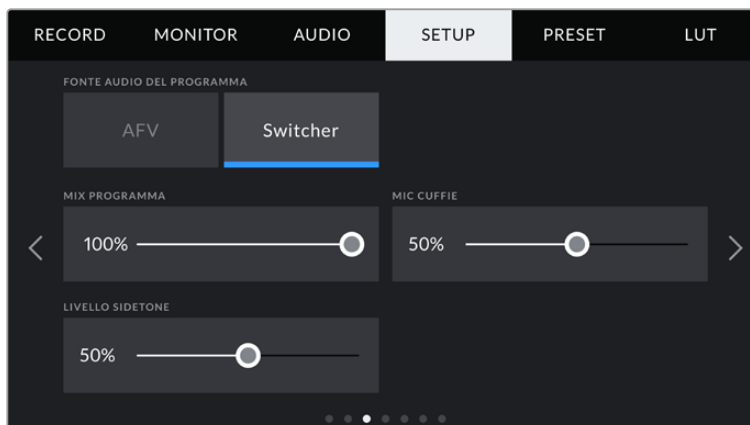 RECORD MONITOR AUDIO SETUP PRESET LUT
FONTE AUDIO DEL PROGRAMMA
AFV Switcher
MIX PROGRAMMA MIC CUFFIE
100% 50%
LIVELLO SIDETONE
50%